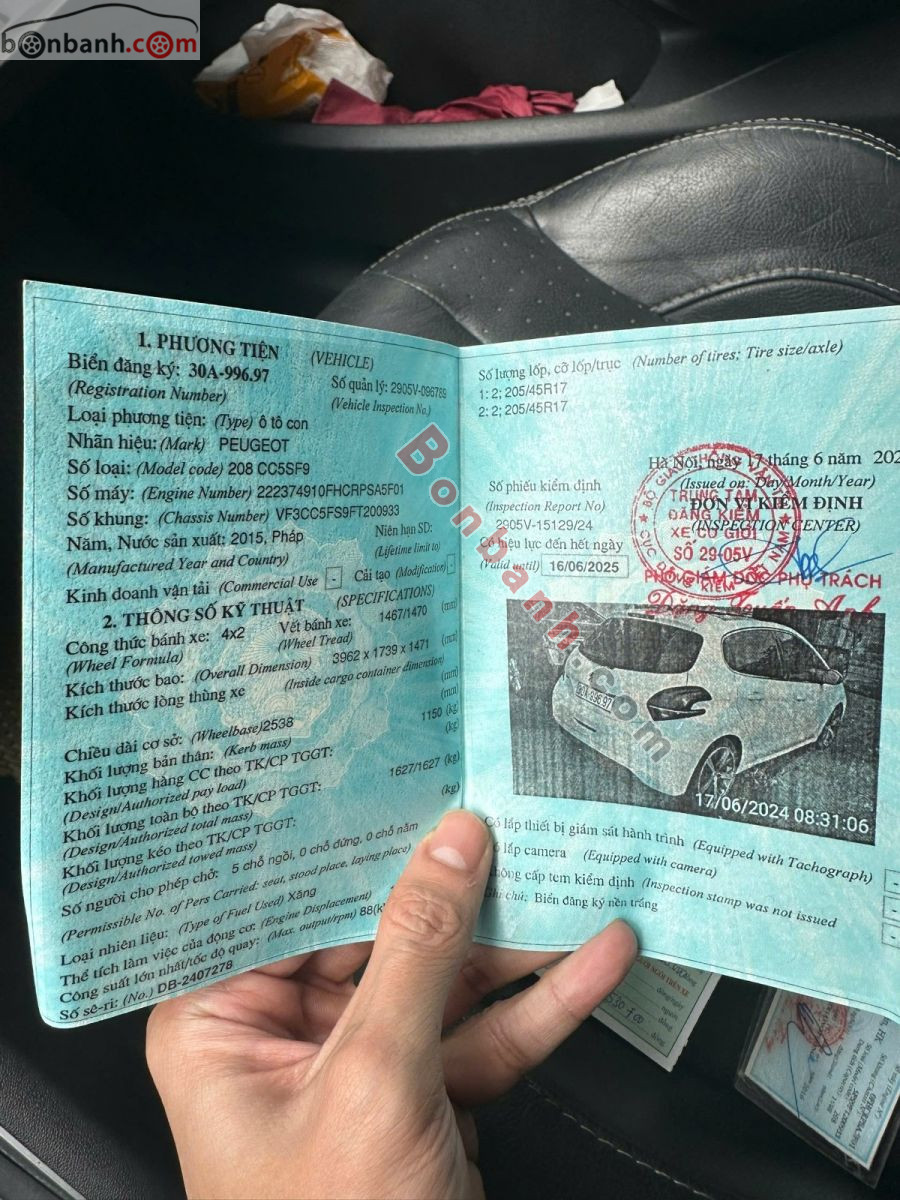 bonbanh.com
1. PHƯƠNG TIỆN (VEHICLE)
Biển đăng ký: 30A-996.97
Số quản lý: 2905V-096789
(Registration Number)
(Vehicle Inspection No.)
Loại phương tiện: (Type) ô tô con
Nhãn hiệu: (Mark) PEUGEOT
Số loại: (Model code) 208 CC5SF9
Số máy: (Engine Number) 222374910FHCRPSA5F01
Số khung: (Chassis Number) VF3CC5FS9FT200933
Năm, Nước sản xuất: 2015, Pháp
Niên hạn SD:
(Manufactured Year and Country)
(Lifetime limit to)
Kinh doanh vận tải (Commercial Use - Cải tạo (Modification) -
2. THÔNG SỐ KỸ THUẬT (SPECIFICATIONS)
Công thức bánh xe: 4x2 Vết bánh xe: 1467/1470 (mm)
(Wheel Formula) (Wheel Tread)
Kích thước bao: (Overall Dimension) 3962 x 1739 x 1471 (mm)
Kích thước lòng thùng xe (Inside cargo container dimension)
(mm)
Chiều dài cơ sở: (Wheelbase)2538 (mm)
Khối lượng bản thân: (Kerb mass) 1150 (kg)
Khối lượng hàng CC theo TK/CP TGGT: (kg)
(Design/Authorized pay load)
Khối lượng toàn bộ theo TK/CP TGGT: 1627/1627 (kg)
(Design/Authorized total mass)
Khối lượng kéo theo TK/CP TGGT: (kg)
(Design/Authorized towed mass)
Số người cho phép chở: 5 chỗ ngồi, 0 chỗ đứng, 0 chỗ nằm
(Permissible No. of Pers Carried: seat, stood place, laying place)
Loại nhiên liệu: (Type of Fuel Used) Xăng
Thể tích làm việc của động cơ: (Engine Displacement)
Công suất lớn nhất/tốc độ quay: (Max. output/rpm) 88(k
Số sê-ri: (No.) DB-2407278
Số lượng lốp, cỡ lốp/trục (Number of tires; Tire size/axle)
1: 2; 205/45R17
2: 2; 205/45R17
Hà Nội, ngày 17 tháng 6 năm 202
(Issued on: Day/Month/Year)
Số phiếu kiểm định
(Inspection Report No)
2905V-15129/24
ĐƠN VỊ KIỂM ĐỊNH
(INSPECTION CENTER)
Có hiệu lực đến hết ngày
(Valid until) 16/06/2025
TRUNG TÂM
ĐĂNG KIỂM
XE CƠ GIỚI
SỐ 29-05V
PHÓ GIÁM ĐỐC PHỤ TRÁCH
Bonbanh.com
30A-996.97
17/06/2024 08:31:06
Có lắp thiết bị giám sát hành trình (Equipped with Tachograph) -
lắp camera (Equipped with camera) -
Không cấp tem kiểm định (Inspection stamp was not issued -
Ghi chú: Biển đăng ký nền trắng